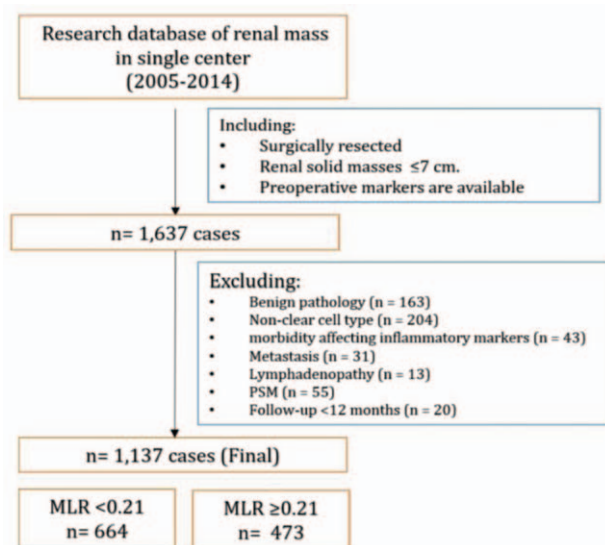 Research database of renal mass
in single center
(2005-2014)
Including:
• Surgically resected
• Renal solid masses ≤7 cm.
• Preoperative markers are available
n= 1,637 cases
Excluding:
• Benign pathology (n = 163)
• Non-clear cell type (n = 204)
• morbidity affecting inflammatory markers (n = 43)
• Metastasis (n = 31)
• Lymphadenopathy (n = 13)
• PSM (n = 55)
• Follow-up <12 months (n = 20)
n= 1,137 cases (Final)
MLR <0.21
n= 664
MLR ≥0.21
n= 473